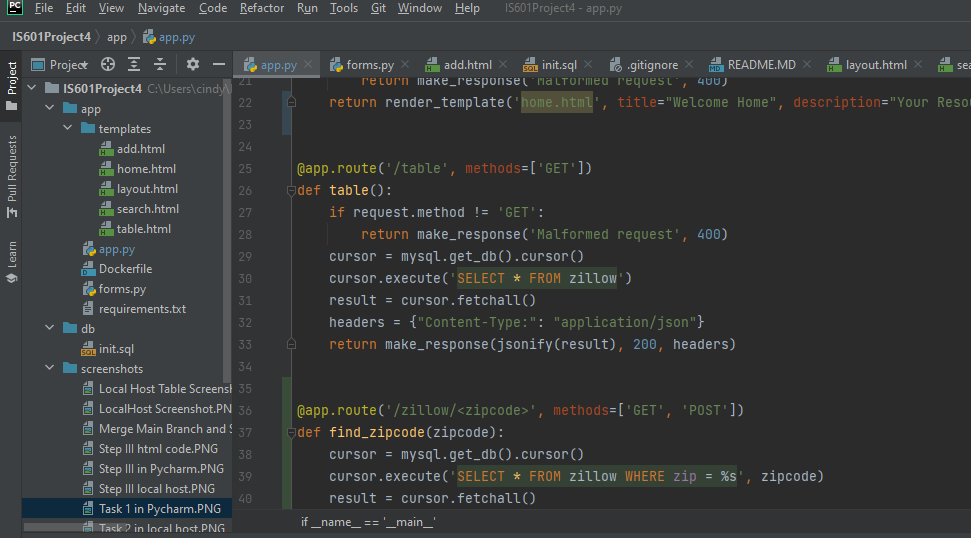 PC File Edit View Navigate Code Refactor Run Tools Git Window Help IS601Project4 - app.py
IS601Project4 app app.py
Project
app.py forms.py add.html init.sql .gitignore README.MD layout.html sea
Project
Pull Requests
Learn
IS601Project4 C:\Users\cindy\
app
templates
add.html
home.html
layout.html
search.html
table.html
app.py
Dockerfile
forms.py
requirements.txt
db
init.sql
screenshots
Local Host Table Screensh
LocalHost Screenshot.PN
Merge Main Branch and S
Step III html code.PNG
Step III in Pycharm.PNG
Step III local host.PNG
Task 1 in Pycharm.PNG
Task 2 in local host.PNG
21 return make_response('Malformed request', 400)
22 return render_template('home.html', title="Welcome Home", description="Your Reso
23
24
25 @app.route('/table', methods=['GET'])
26 def table():
27 if request.method != 'GET':
28 return make_response('Malformed request', 400)
29 cursor = mysql.get_db().cursor()
30 cursor.execute('SELECT * FROM zillow')
31 result = cursor.fetchall()
32 headers = {"Content-Type:": "application/json"}
33 return make_response(jsonify(result), 200, headers)
34
35
36 @app.route('/zillow/<zipcode>', methods=['GET', 'POST'])
37 def find_zipcode(zipcode):
38 cursor = mysql.get_db().cursor()
39 cursor.execute('SELECT * FROM zillow WHERE zip = %s', zipcode)
40 result = cursor.fetchall()
if __name__ == '__main__'